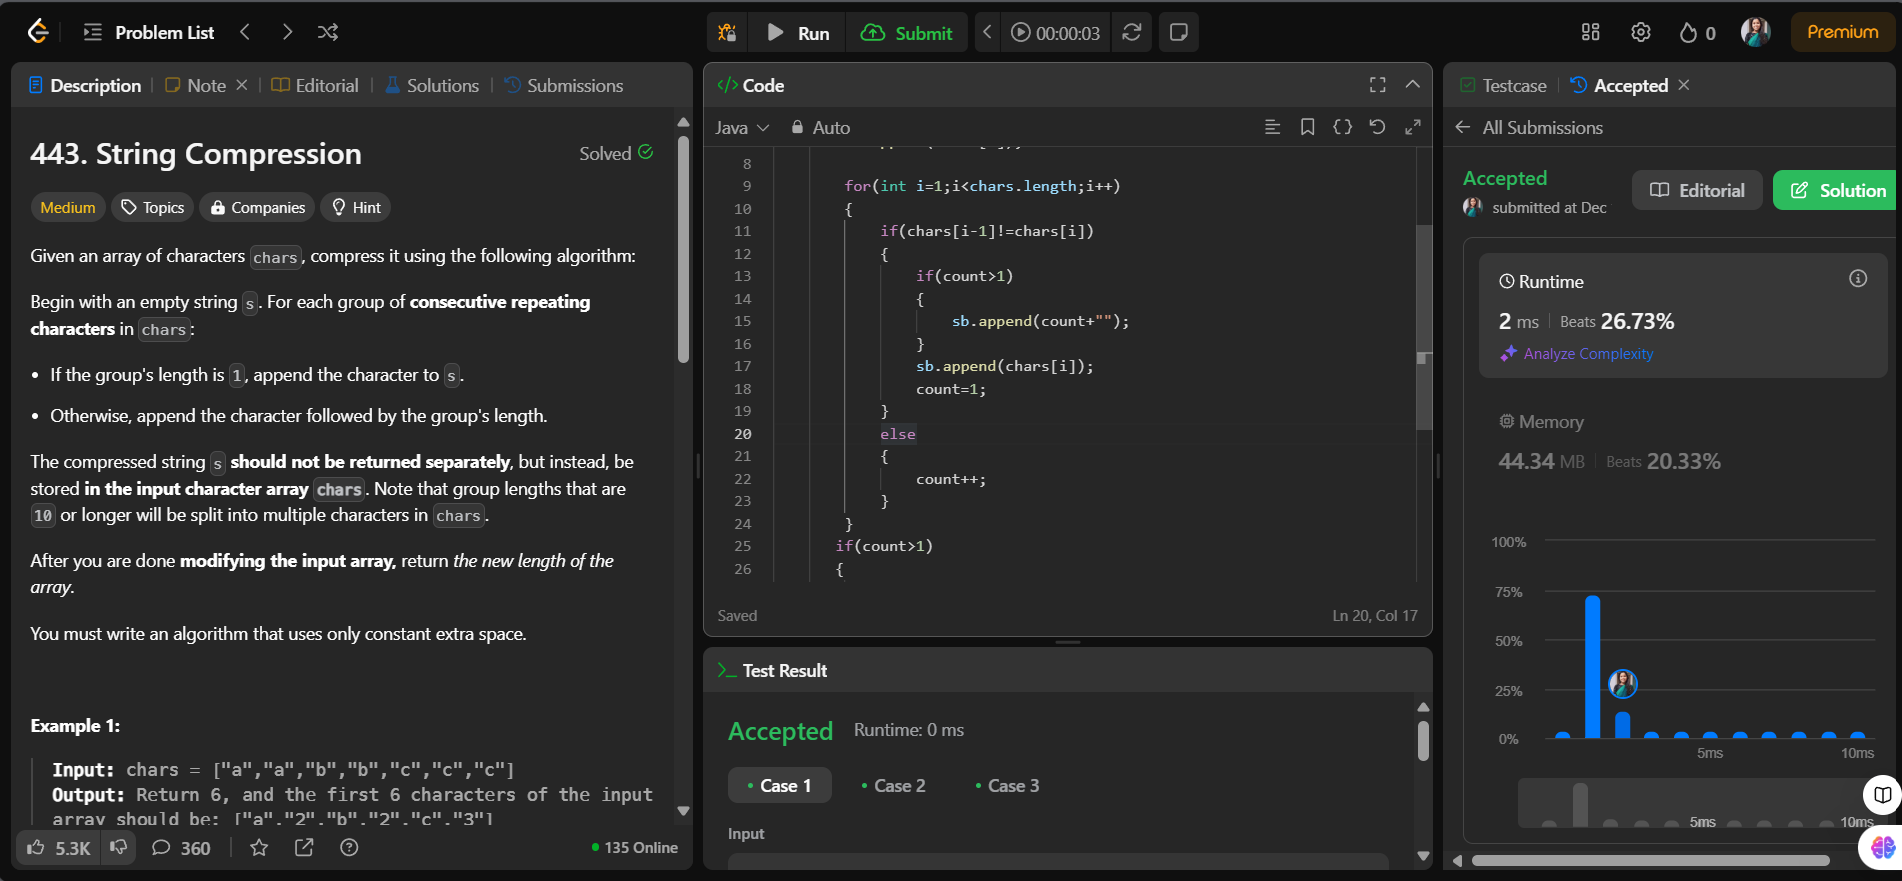 Problem List
Run
Submit
00:00:03
0
Premium
Description
Note
Editorial
Solutions
Submissions
443. String Compression
Solved
Medium
Topics
Companies
Hint
Given an array of characters chars, compress it using the following algorithm:
Begin with an empty string s. For each group of consecutive repeating
characters in chars:
• If the group's length is 1, append the character to s.
• Otherwise, append the character followed by the group's length.
The compressed string s should not be returned separately, but instead, be
stored in the input character array chars. Note that group lengths that are
10 or longer will be split into multiple characters in chars.
After you are done modifying the input array, return the new length of the
array.
You must write an algorithm that uses only constant extra space.
Example 1:
Input: chars = ["a","a","b","b","c","c","c"]
Output: Return 6, and the first 6 characters of the input
array should be: ["a","2","b","2","c","3"]
5.3K
360
135 Online
</> Code
Java
Auto
8
9 for(int i=1;i<chars.length;i++)
10 {
11 if(chars[i-1]!=chars[i])
12 {
13 if(count>1)
14 {
15 sb.append(count+"");
16 }
17 sb.append(chars[i]);
18 count=1;
19 }
20 else
21 {
22 count++;
23 }
24 }
25 if(count>1)
26 {
Saved
Ln 20, Col 17
Test Result
Accepted
Runtime: 0 ms
• Case 1
• Case 2
• Case 3
Input
Testcase
Accepted
All Submissions
Accepted
submitted at Dec
Editorial
Solution
Runtime
2 ms
Beats 26.73%
Analyze Complexity
Memory
44.34 MB
Beats 20.33%
100%
75%
50%
25%
0%
5ms
10ms
5ms
10ms